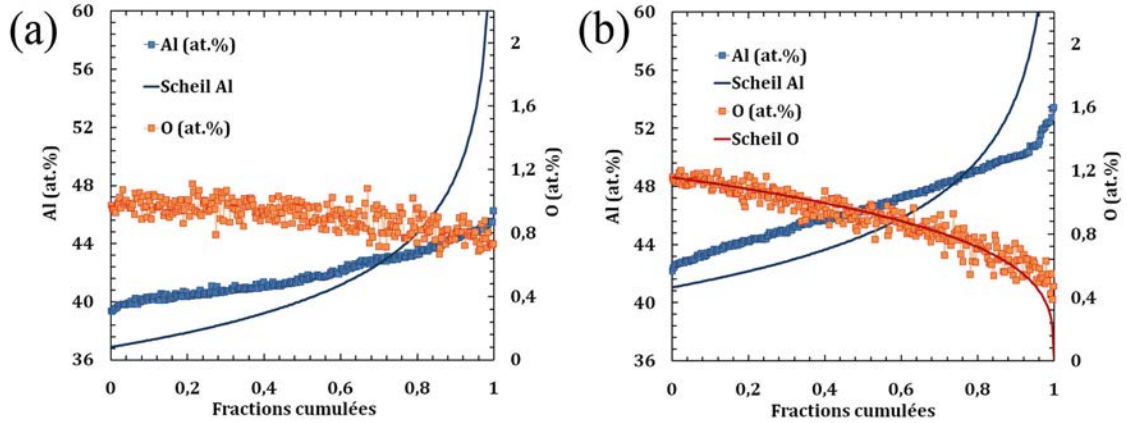 (a)
60
56
52
48
44
40
36
Al (at.%)
Al (at.%)
Scheil Al
O (at.%)
2
1,6
1,2
0,8
0,4
0
O (at.%)
0
0,2
0,4
0,6
0,8
1
Fractions cumulées
(b)
60
56
52
48
44
40
36
Al (at.%)
Al (at.%)
Scheil Al
O (at.%)
Scheil O
2
1,6
1,2
0,8
0,4
0
O (at.%)
0
0,2
0,4
0,6
0,8
1
Fractions cumulées